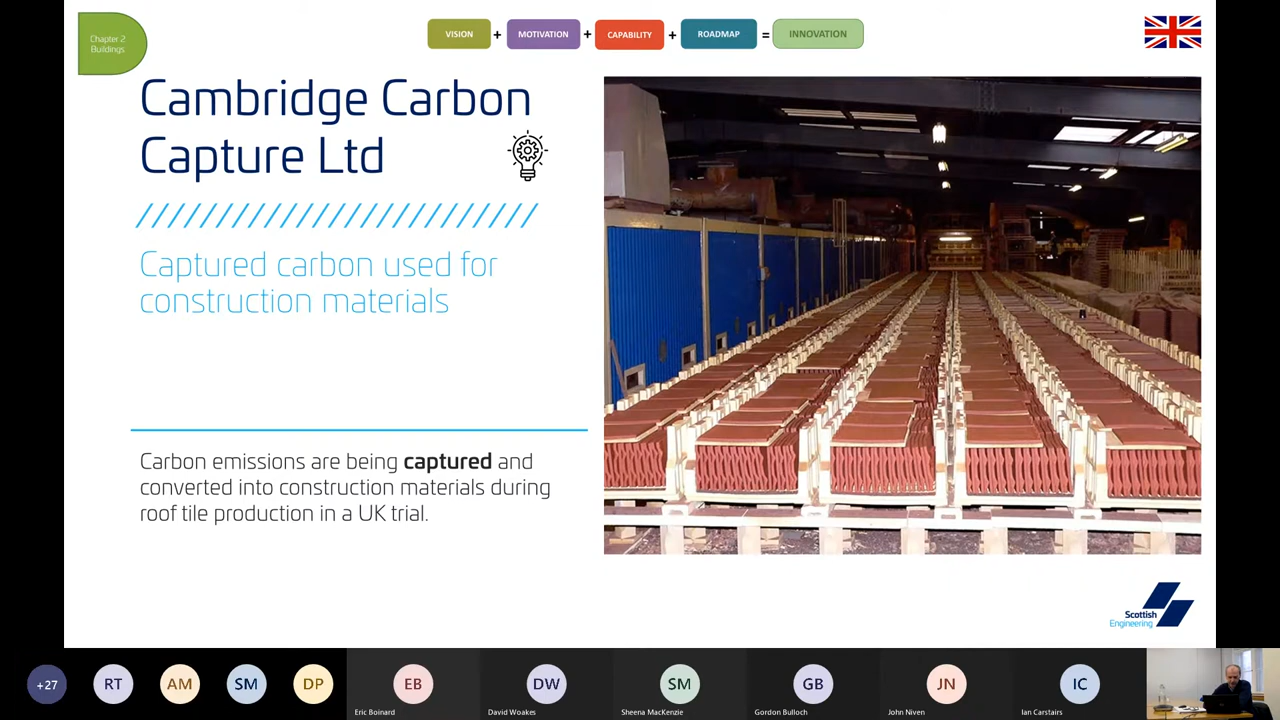 Chapter 2
Buildings
VISION + MOTIVATION + CAPABILITY + ROADMAP = INNOVATION
Cambridge Carbon
Capture Ltd
Captured carbon used for
construction materials
Carbon emissions are being captured and
converted into construction materials during
roof tile production in a UK trial.
Scottish
Engineering
+27
RT
AM
SM
DP
EB
Eric Boinard
DW
David Woakes
SM
Sheena MacKenzie
GB
Gordon Bulloch
JN
John Niven
IC
Ian Carstairs